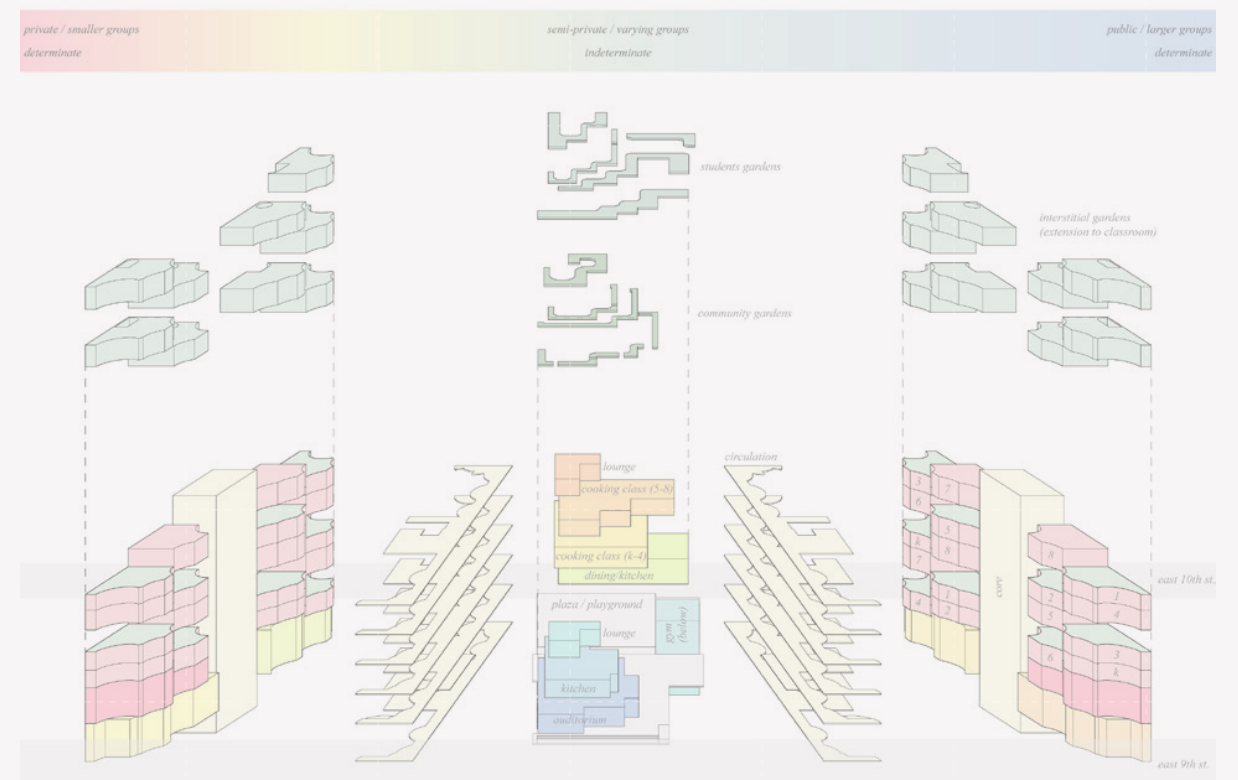 private / smaller groups
semi-private / varying groups
public / larger groups
determinate
indeterminate
determinate
students gardens
interstitial gardens
(extension to classroom)
community gardens
circulation
lounge
cooking class (5-8)
cooking class (k-4)
dining/kitchen
plaza / playground
lounge
gym
(below)
kitchen
auditorium
3
7
6
5
k
8
7
1
4
2
core
8
2
1
5
4
6
3
k
east 10th st.
east 9th st.